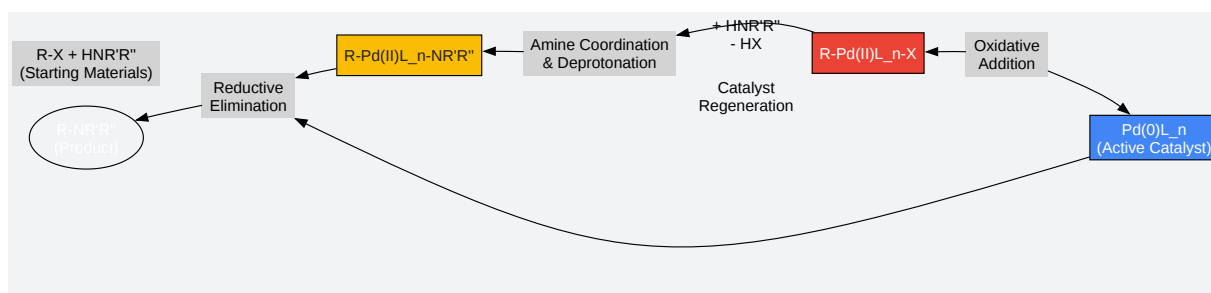 R-X + HNR'R"
(Starting Materials)
R-NR'R"
(Product)
Reductive
Elimination
R-Pd(II)L_n-NR'R"
Amine Coordination
& Deprotonation
+ HNR'R"
- HX
Catalyst
Regeneration
R-Pd(II)L_n-X
Oxidative
Addition
Pd(0)L_n
(Active Catalyst)